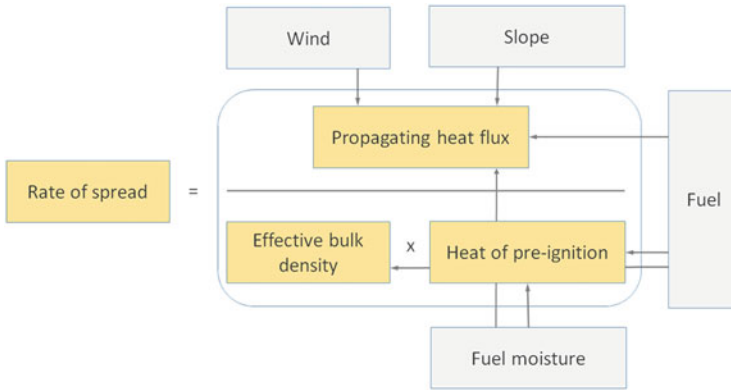 Wind
Slope
Propagating heat flux
Rate of spread
=
Fuel
Effective bulk
density
x
Heat of pre-ignition
Fuel moisture